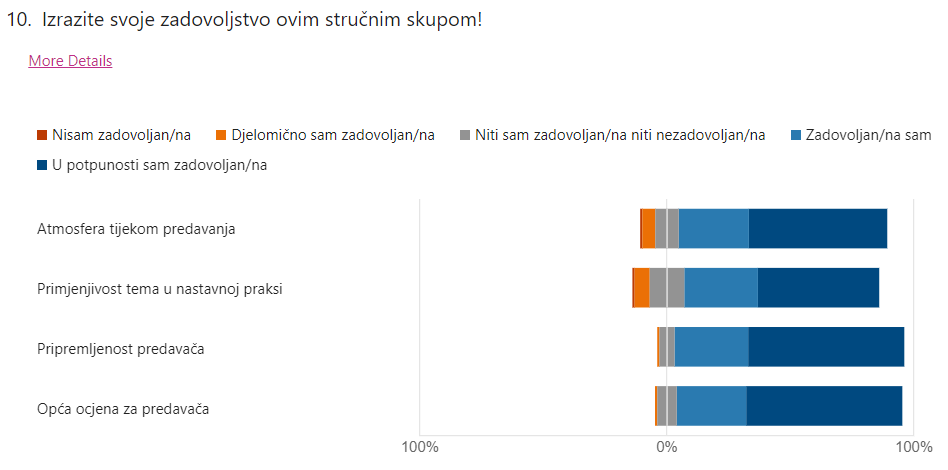 10. Izrazite svoje zadovoljstvo ovim stručnim skupom!
More Details
Nisam zadovoljan/na Djelomično sam zadovoljan/na Niti sam zadovoljan/na niti nezadovoljan/na Zadovoljan/na sam
U potpunosti sam zadovoljan/na
Atmosfera tijekom predavanja
Primjenjivost tema u nastavnoj praksi
Pripremljenost predavača
Opća ocjena za predavača
100% 0% 100%